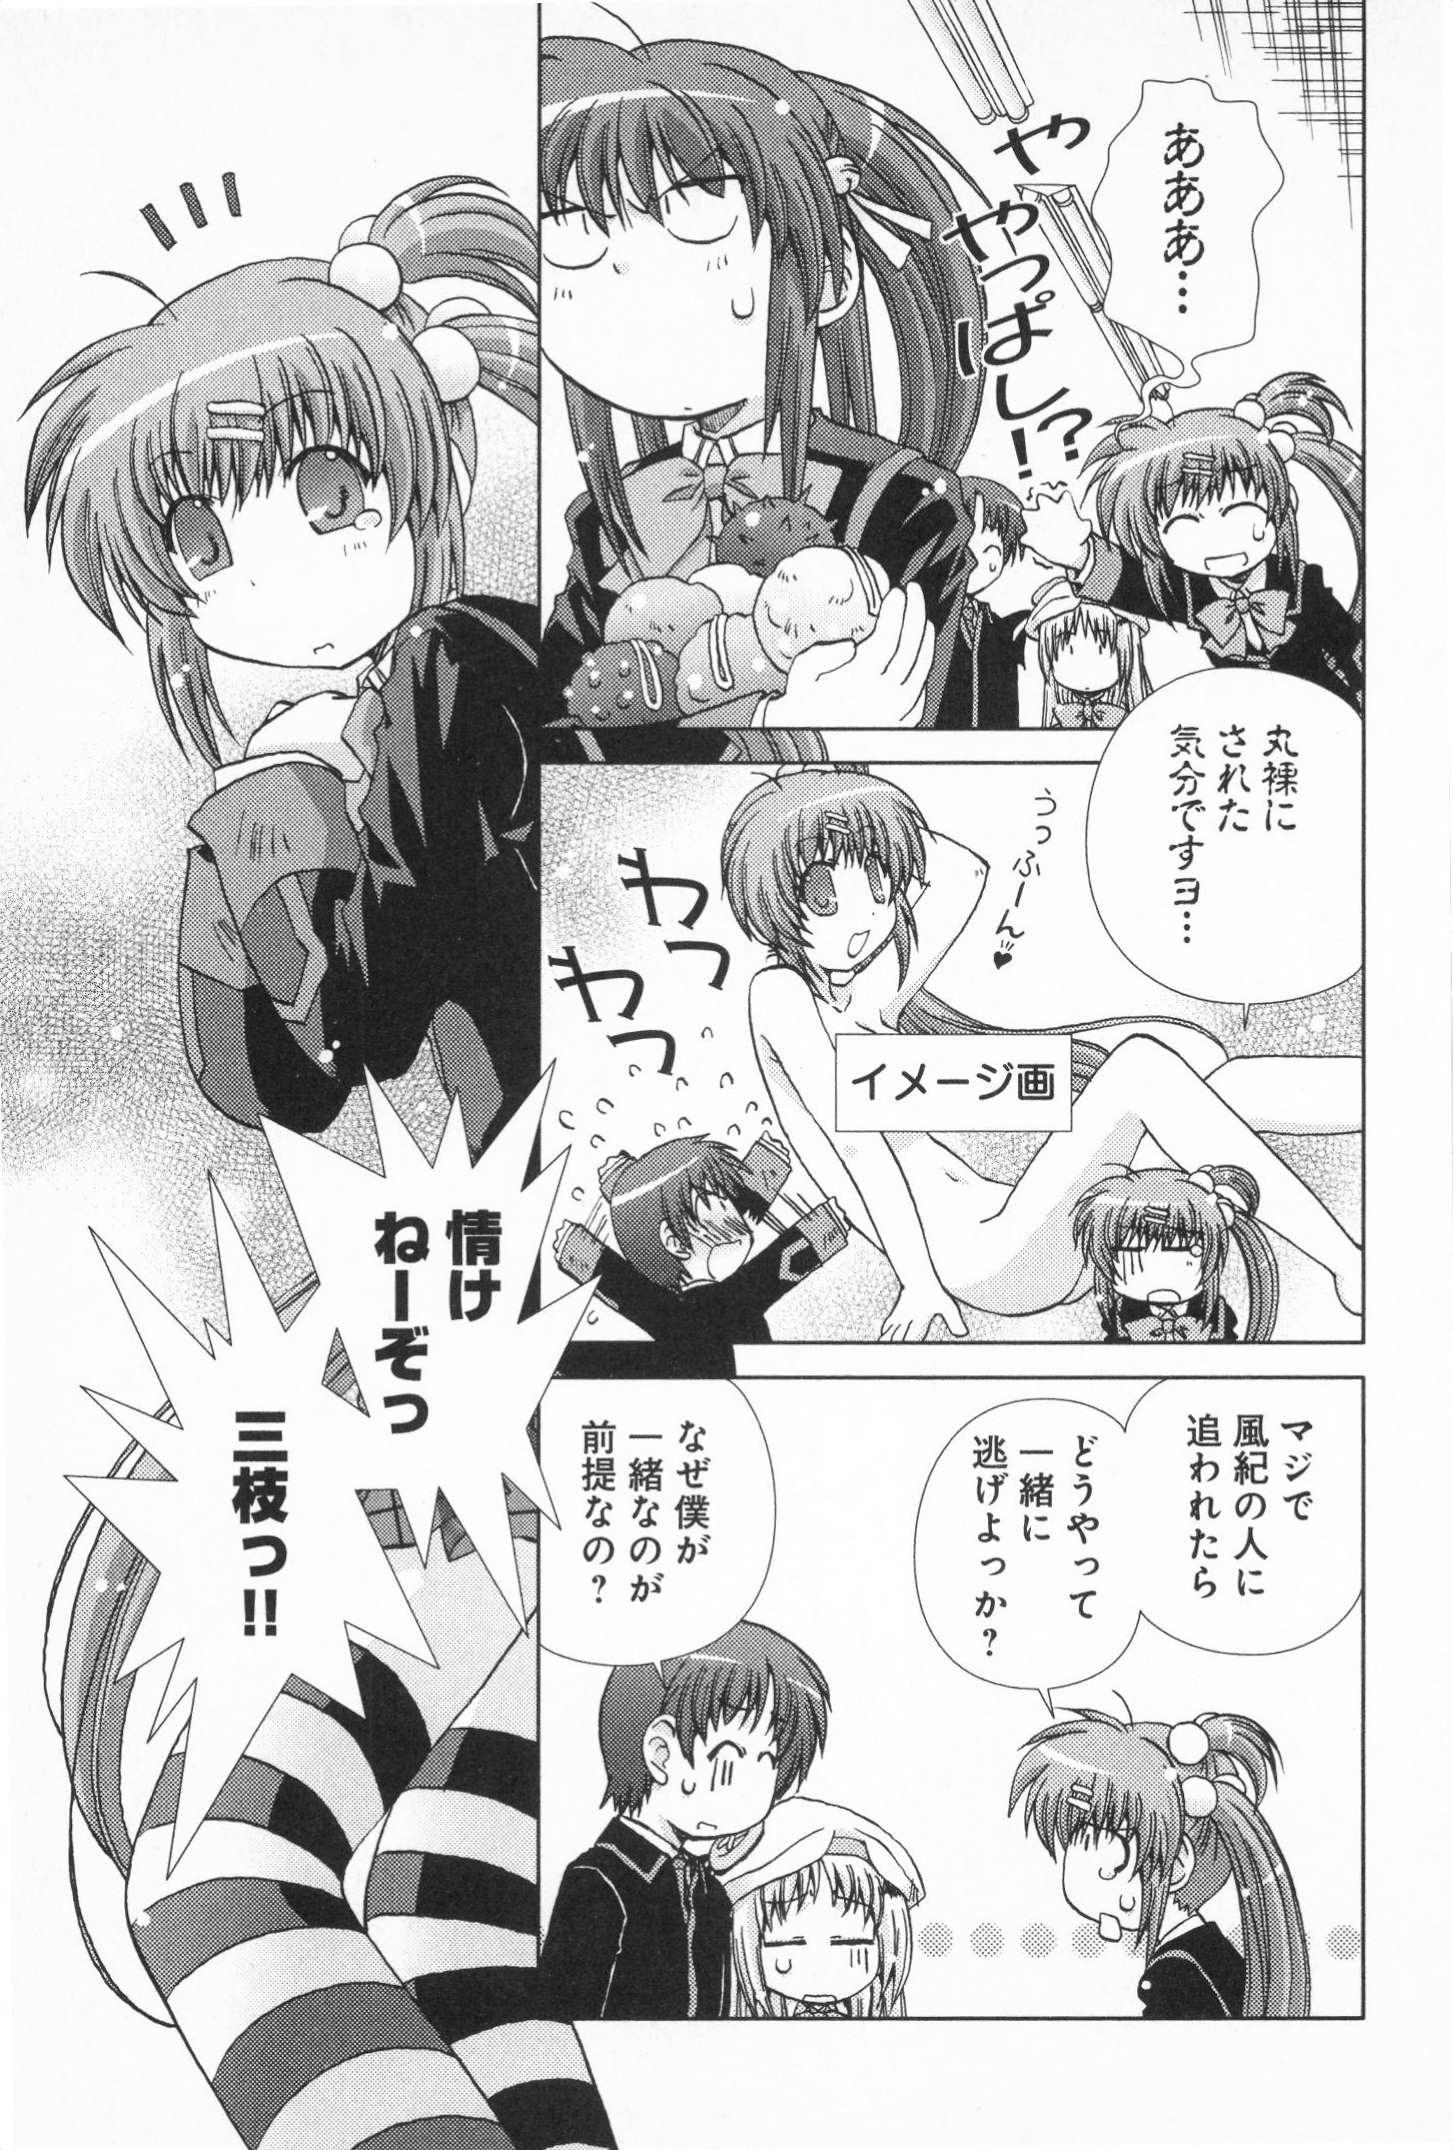 あああ…
や
やっぱし!?
丸裸に
された
気分ですヨ…
うっふーん♥
イメージ画
わっ
わっ
マジで
風紀の人に
追われたら
どうやって
一緒に
逃げよっか?
なぜ僕が
一緒なのが
前提なの?
情け
ねーぞっ
三枝っ!!